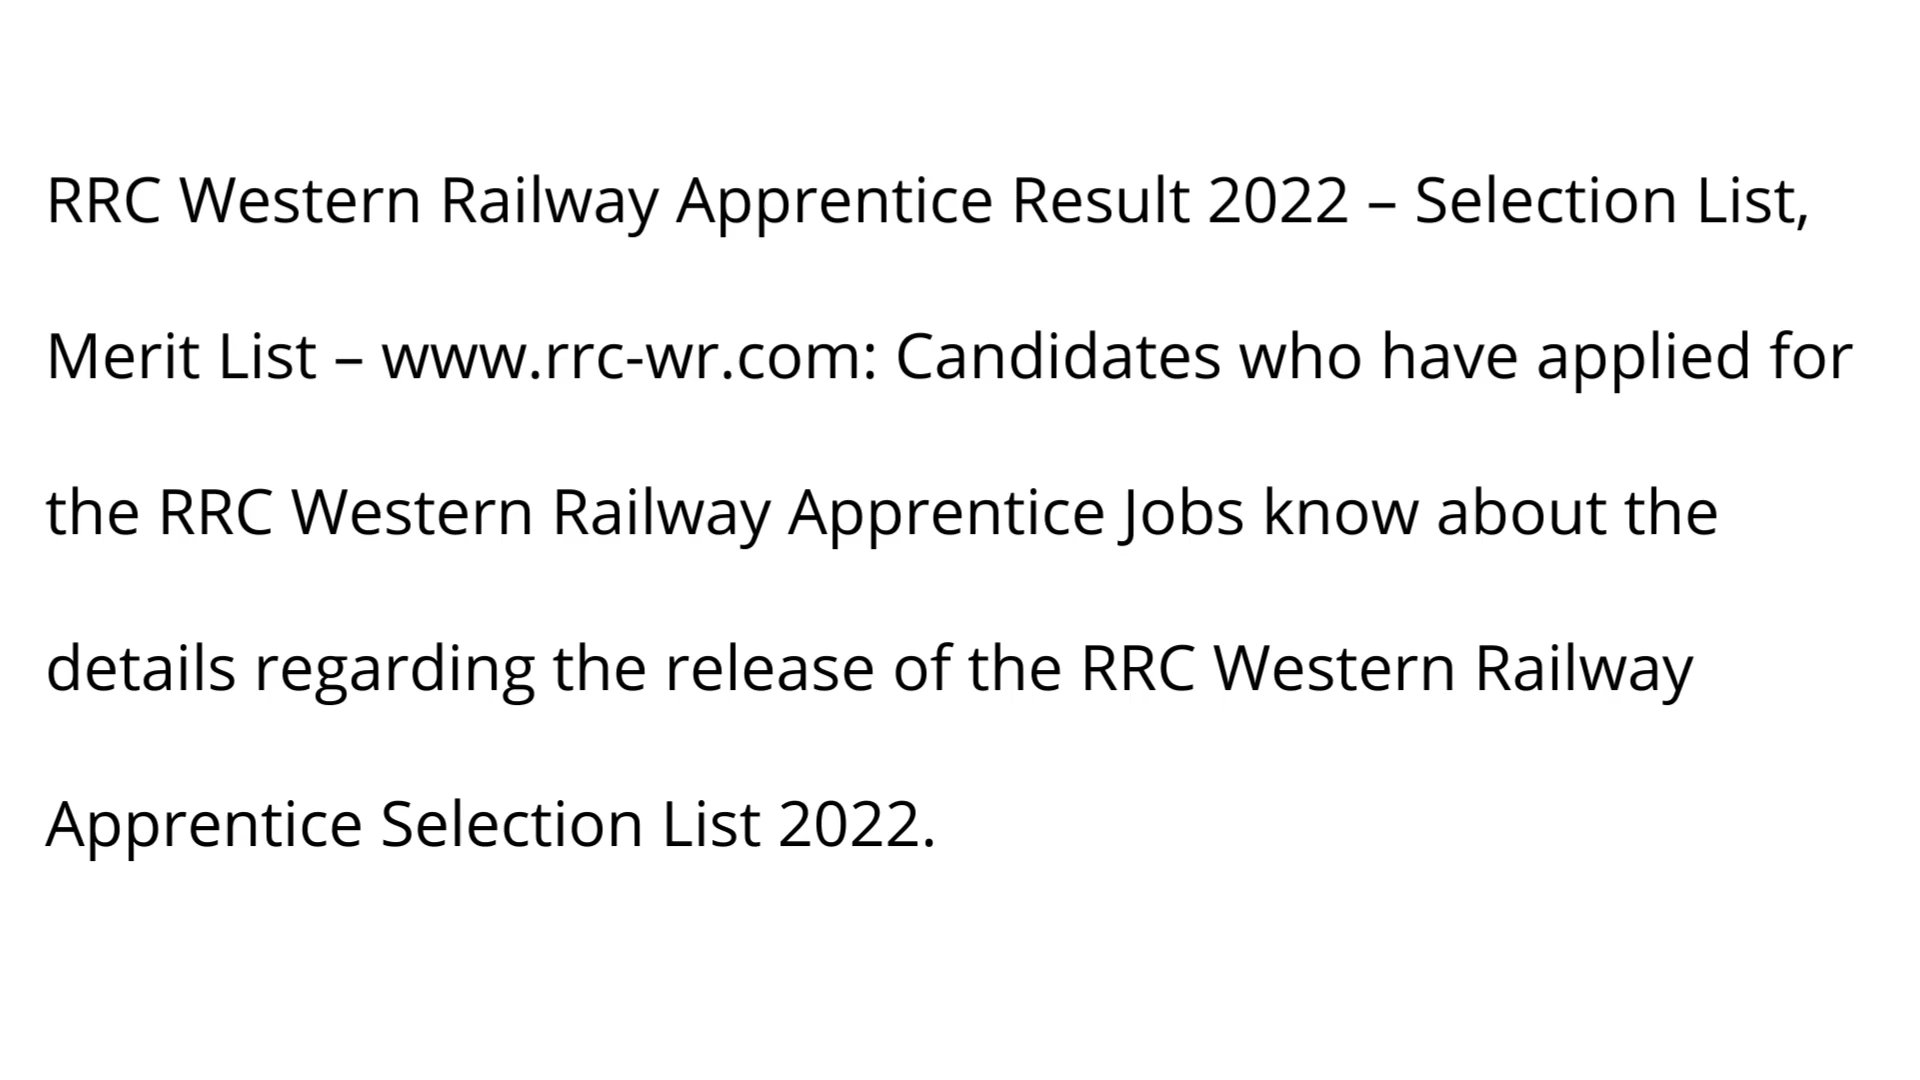 RRC Western Railway Apprentice Result 2022 – Selection List,
Merit List – www.rrc-wr.com: Candidates who have applied for
the RRC Western Railway Apprentice Jobs know about the
details regarding the release of the RRC Western Railway
Apprentice Selection List 2022.